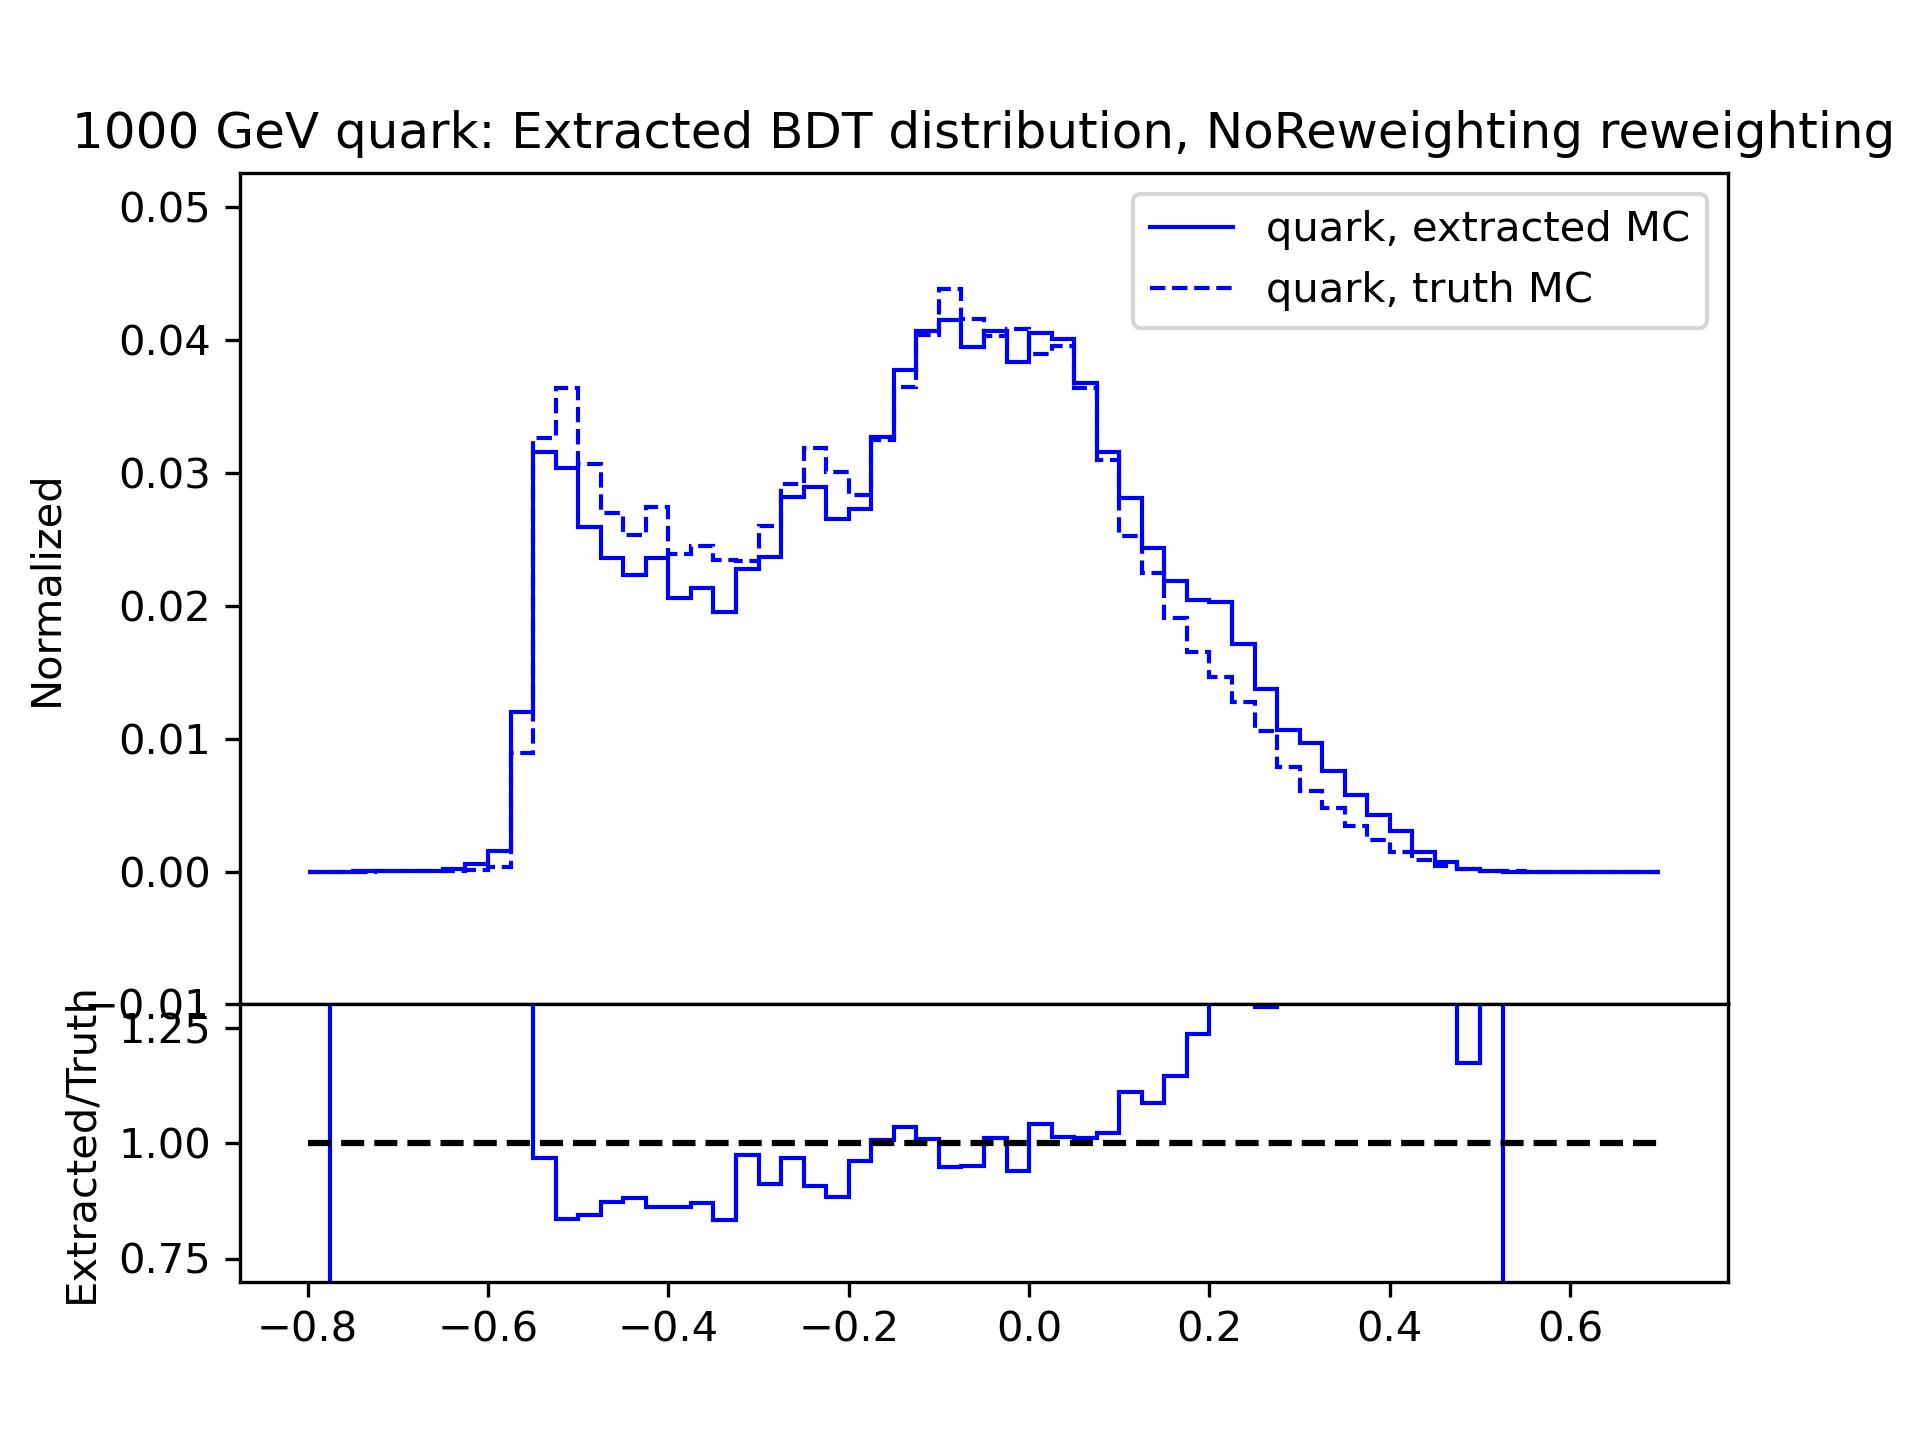 1000 GeV quark: Extracted BDT distribution, NoReweighting reweighting
quark, extracted MC
quark, truth MC
Normalized
0.05
0.04
0.03
0.02
0.01
0.00
−0.01
Extracted/Truth
1.25
1.00
0.75
−0.8 −0.6 −0.4 −0.2 0.0 0.2 0.4 0.6